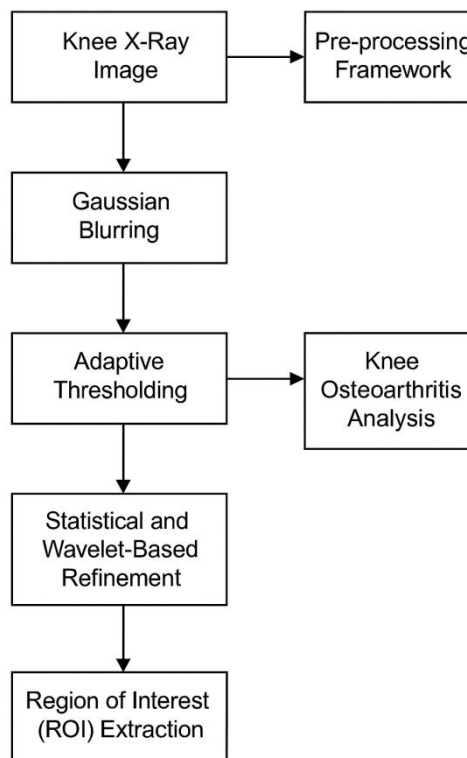 Knee X-Ray
Image
Pre-processing
Framework
Gaussian
Blurring
Adaptive
Thresholding
Knee
Osteoarthritis
Analysis
Statistical and
Wavelet-Based
Refinement
Region of Interest
(ROI) Extraction